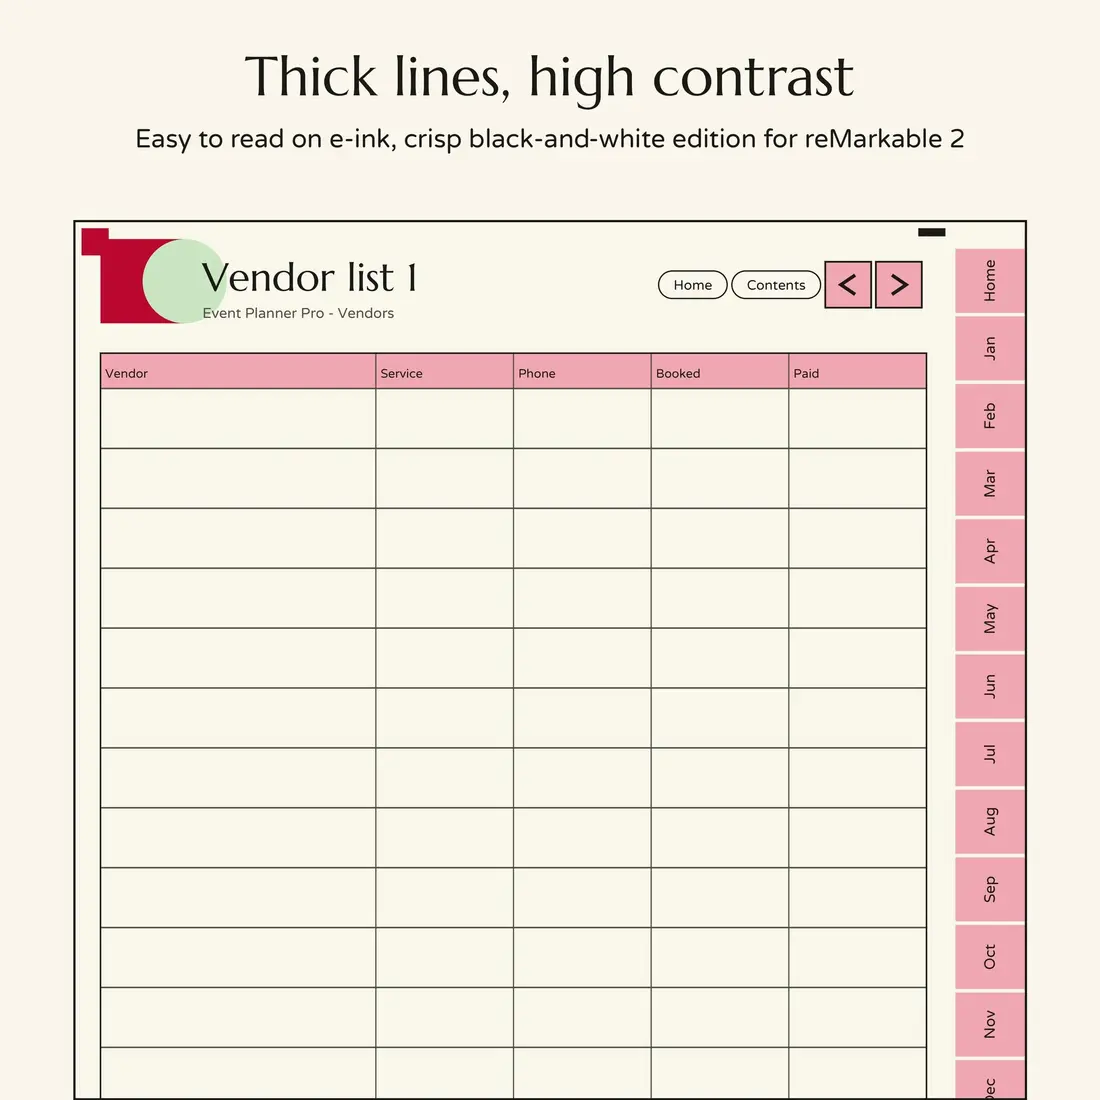 Thick lines, high contrast
Easy to read on e-ink, crisp black-and-white edition for reMarkable 2
Vendor list 1
Event Planner Pro - Vendors
Home
Contents
<
>
Vendor Service Phone Booked Paid
Home
Jan
Feb
Mar
Apr
May
Jun
Jul
Aug
Sep
Oct
Nov
Dec